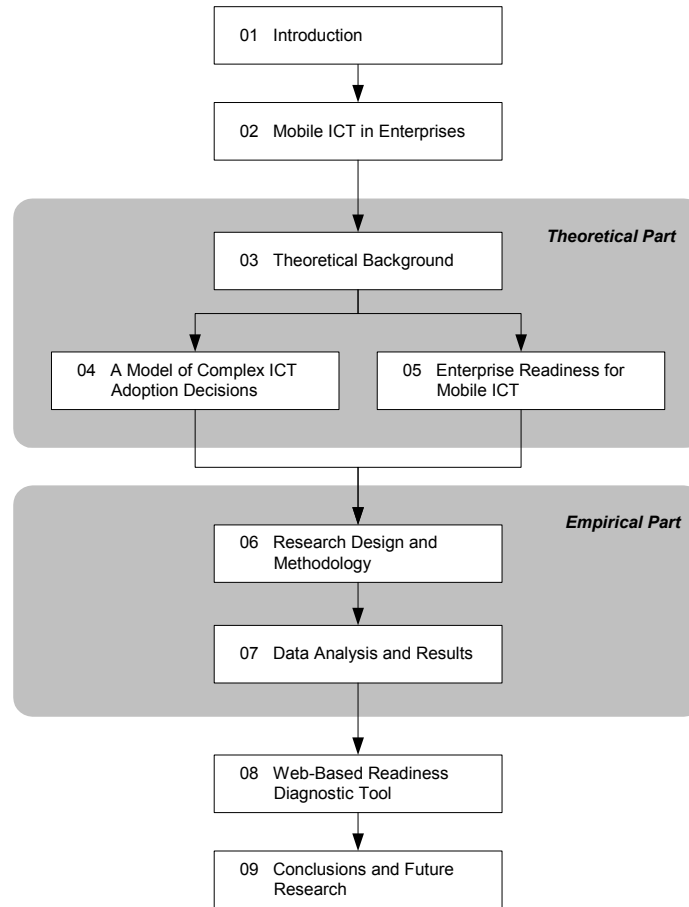 01 Introduction
02 Mobile ICT in Enterprises
Theoretical Part
03 Theoretical Background
04 A Model of Complex ICT
Adoption Decisions
05 Enterprise Readiness for
Mobile ICT
Empirical Part
06 Research Design and
Methodology
07 Data Analysis and Results
08 Web-Based Readiness
Diagnostic Tool
09 Conclusions and Future
Research